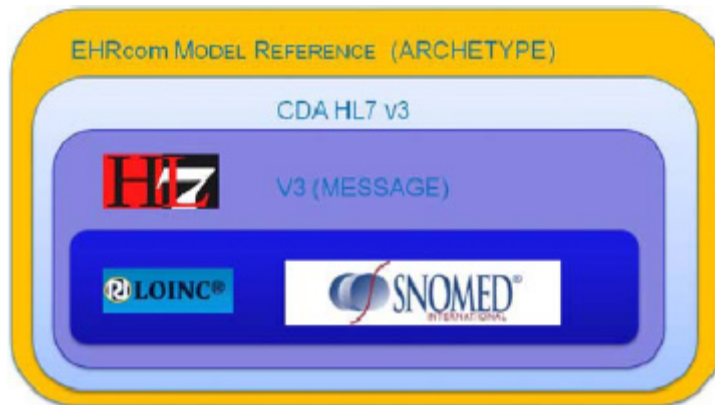 EHRcom Model Reference (ARCHETYPE)
CDA HL7 v3
HL7
V3 (MESSAGE)
LOINC®
SNOMED®
INTERNATIONAL